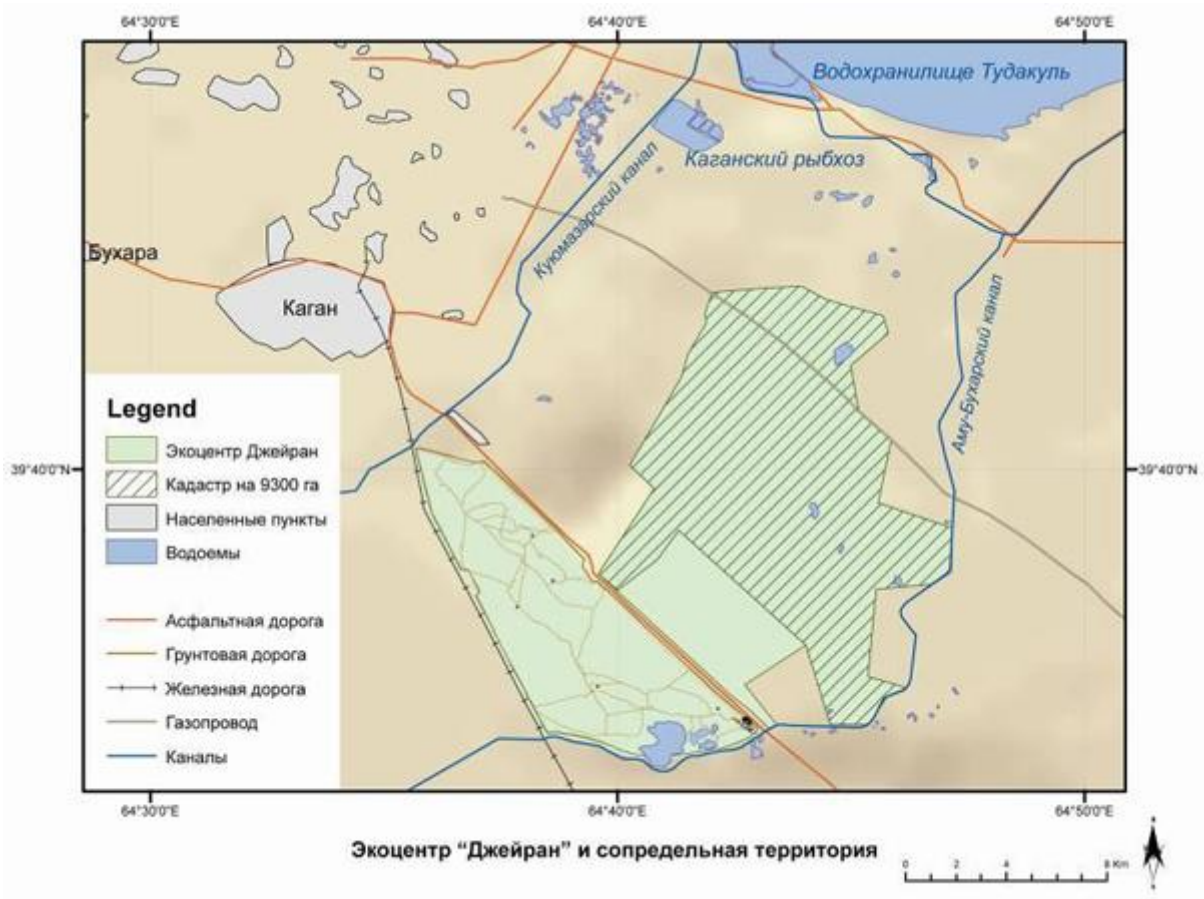 64°30'0"E
64°40'0"E
64°50'0"E
Водохранилище Тудакуль
Каганский рыбхоз
Куюмазарский канал
Бухара
Каган
Аму-Бухарский канал
Legend
Экоцентр Джейран
39°40'0"N
39°40'0"N
Кадастр на 9300 га
Населенные пункты
Водоемы
Асфальтная дорога
Грунтовая дорога
Железная дорога
Газопровод
Каналы
64°30'0"E
64°40'0"E
64°50'0"E
Экоцентр “Джейран” и сопредельная территория
0 2 4 8 Km